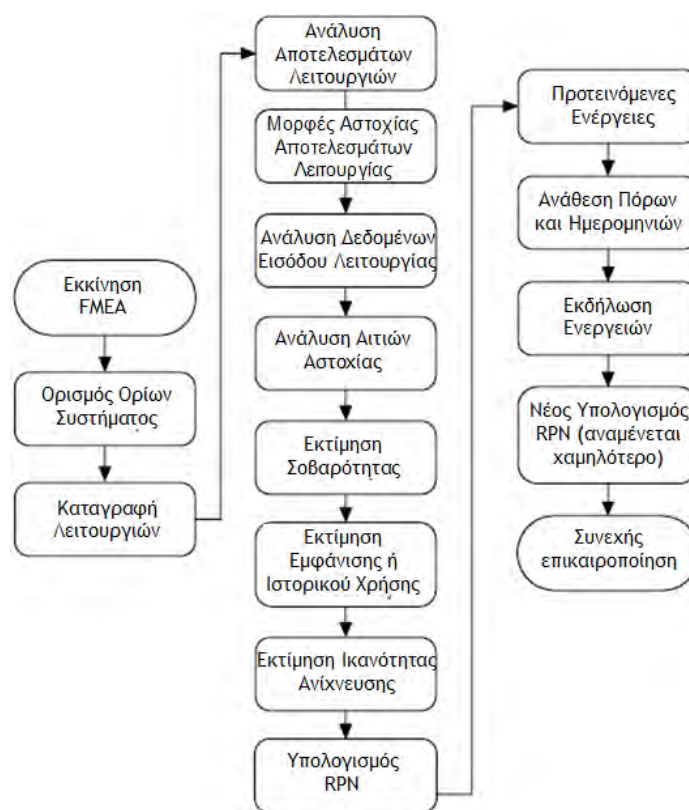 Εκκίνηση
FMEA
Ορισμός Ορίων
Συστήματος
Καταγραφή
Λειτουργιών
Ανάλυση
Αποτελεσμάτων
Λειτουργιών
Μορφές Αστοχίας
Αποτελεσμάτων
Λειτουργίας
Ανάλυση Δεδομένων
Εισόδου Λειτουργίας
Ανάλυση Αιτιών
Αστοχίας
Εκτίμηση
Σοβαρότητας
Εκτίμηση
Εμφάνισης ή
Ιστορικού Χρήσης
Εκτίμηση Ικανότητας
Ανίχνευσης
Υπολογισμός
RPN
Προτεινόμενες
Ενέργειες
Ανάθεση Πόρων
και Ημερομηνιών
Εκδήλωση
Ενεργειών
Νέος Υπολογισμός
RPN (αναμένεται
χαμηλότερο)
Συνεχής
επικαιροποίηση